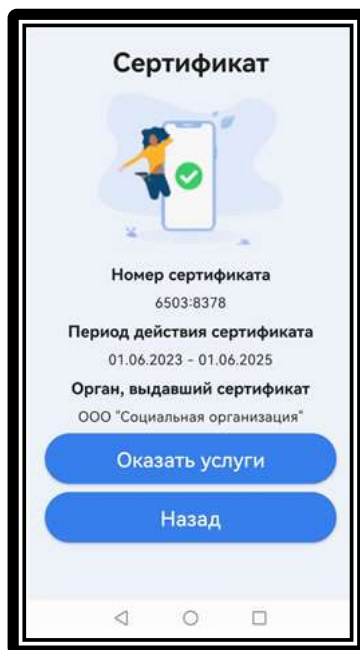 Сертификат
Номер сертификата
6503:8378
Период действия сертификата
01.06.2023 - 01.06.2025
Орган, выдавший сертификат
ООО "Социальная организация"
Оказать услуги
Назад